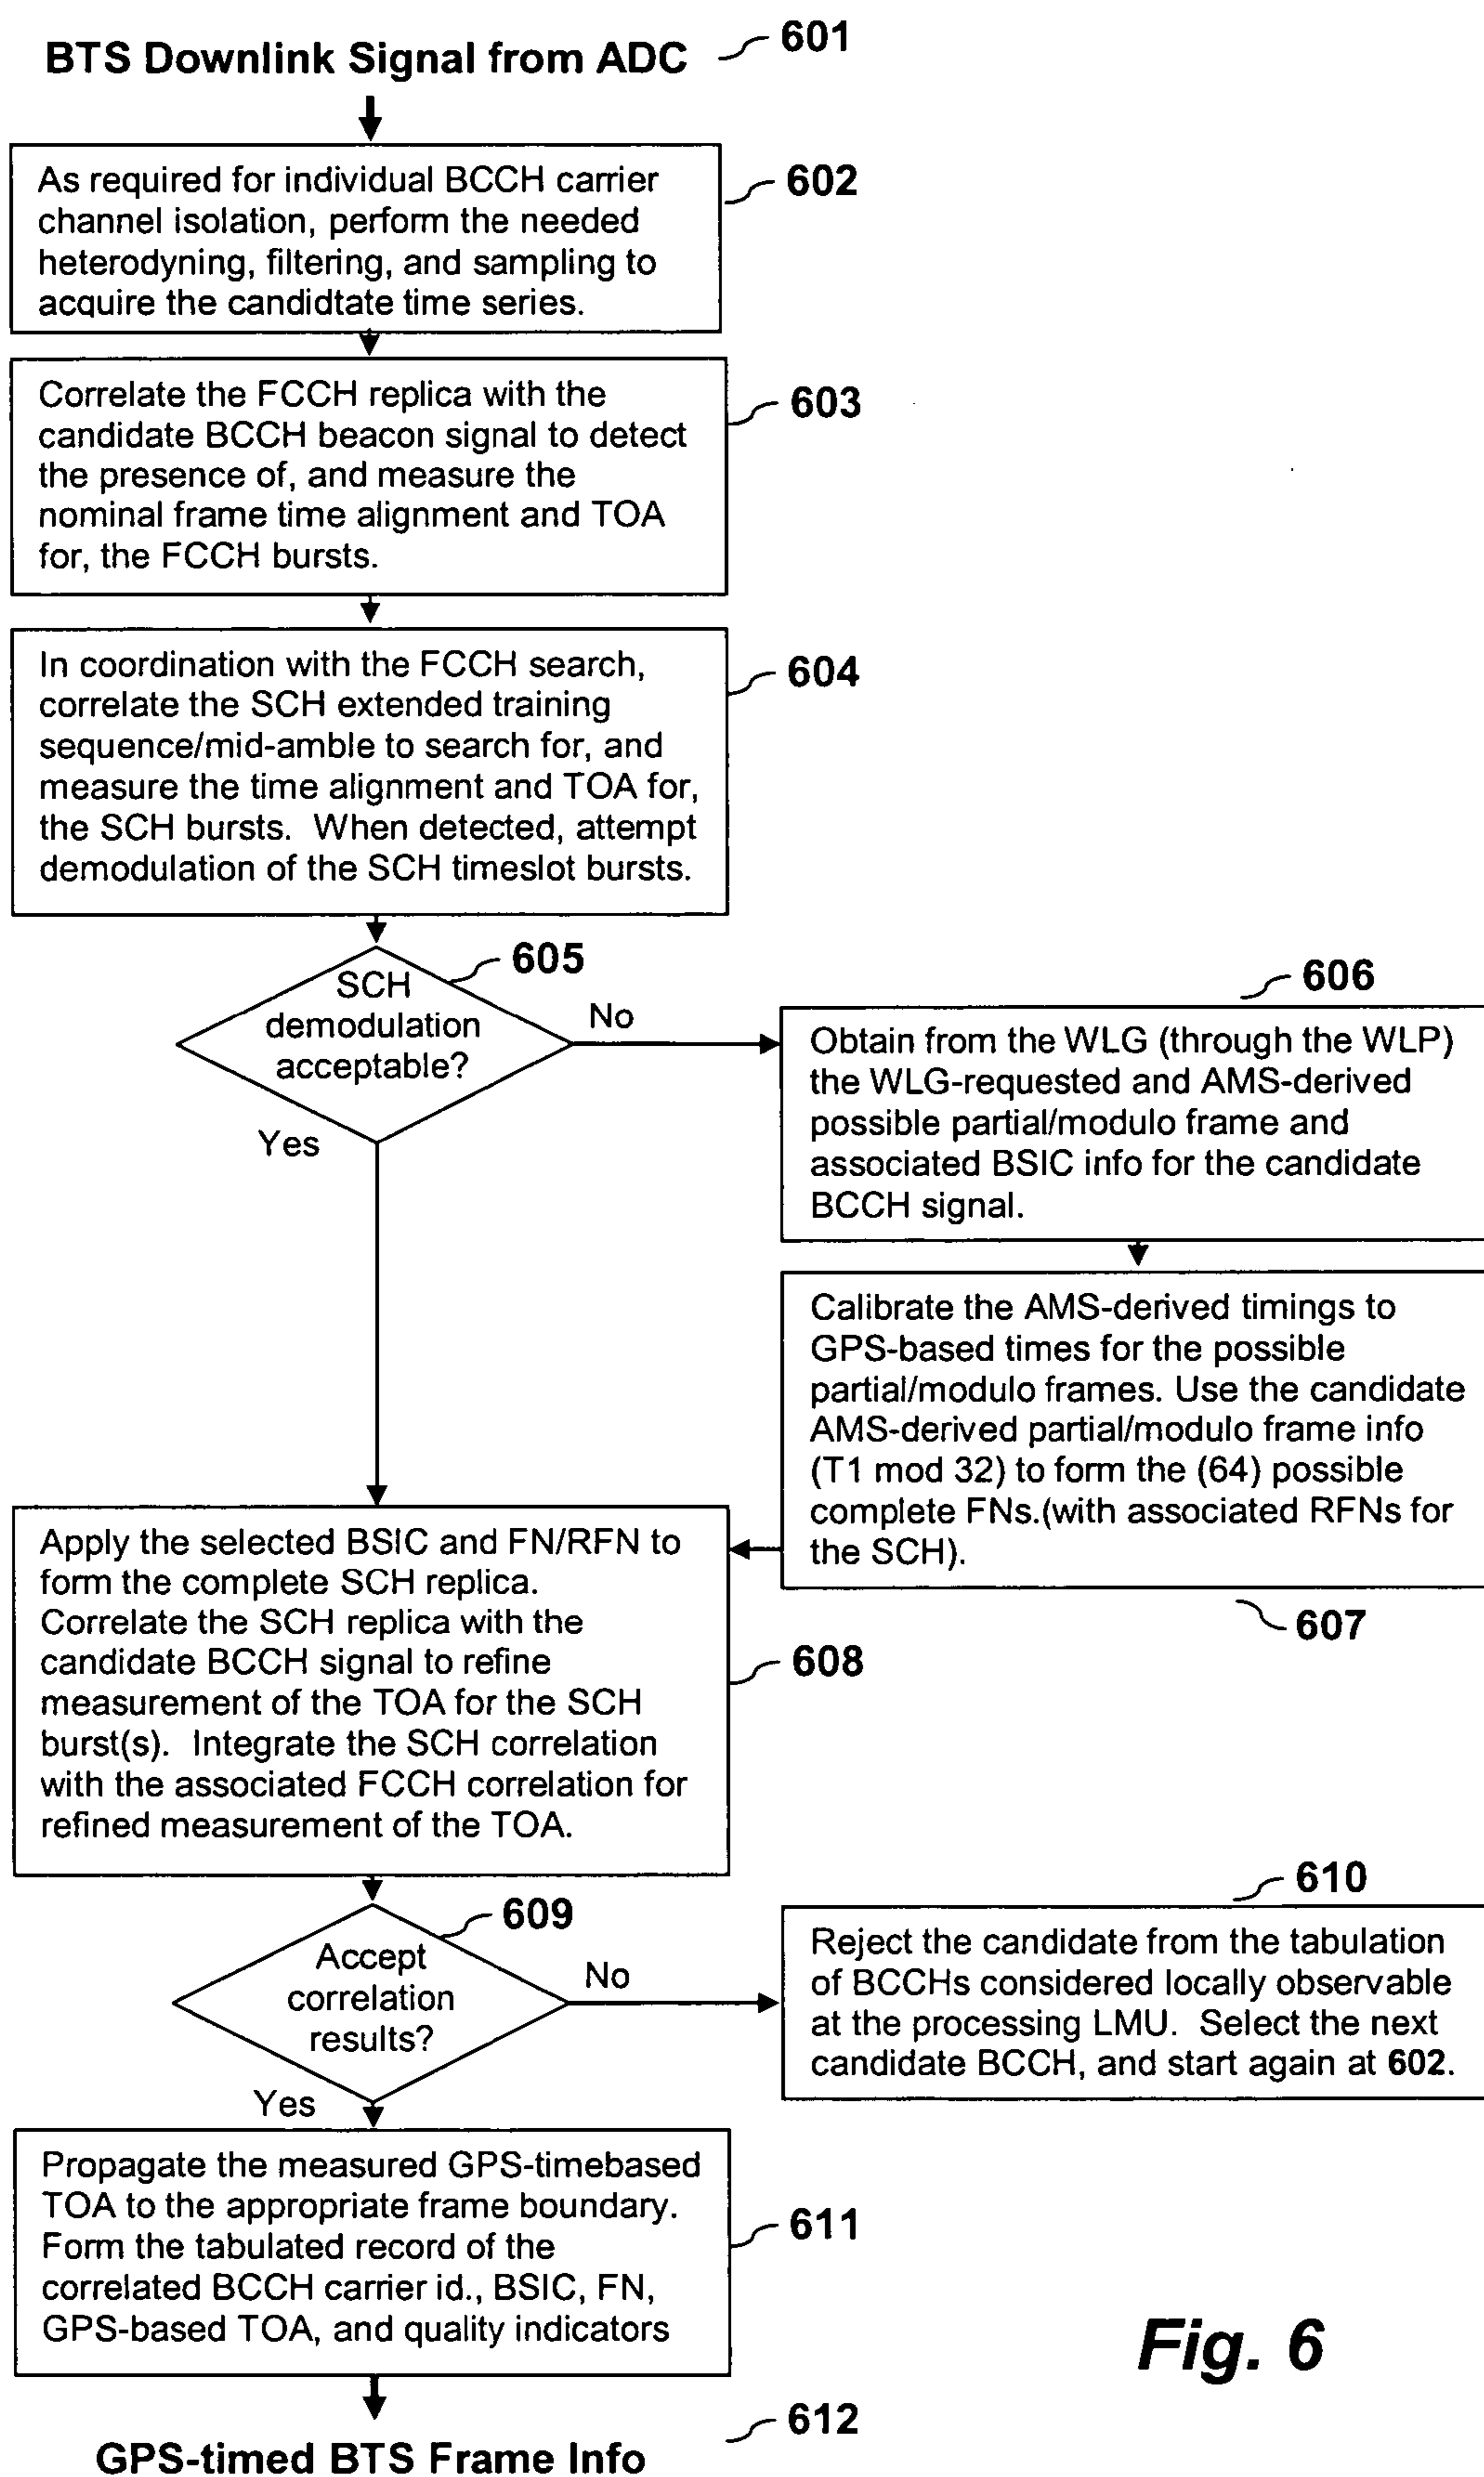 BTS Downlink Signal from ADC
601
As required for individual BCCH carrier
channel isolation, perform the needed
heterodyning, filtering, and sampling to
acquire the candidtate time series.
602
Correlate the FCCH replica with the
candidate BCCH beacon signal to detect
the presence of, and measure the
nominal frame time alignment and TOA
for, the FCCH bursts.
603
In coordination with the FCCH search,
correlate the SCH extended training
sequence/mid-amble to search for, and
measure the time alignment and TOA for,
the SCH bursts.  When detected, attempt
demodulation of the SCH timeslot bursts.
604
SCH
demodulation
acceptable?
605
No
Yes
606
Obtain from the WLG (through the WLP)
the WLG-requested and AMS-derived
possible partial/modulo frame and
associated BSIC info for the candidate
BCCH signal.
Calibrate the AMS-derived timings to
GPS-based times for the possible
partial/modulo frames. Use the candidate
AMS-derived partial/modulo frame info
(T1 mod 32) to form the (64) possible
complete FNs.(with associated RFNs for
the SCH).
607
Apply the selected BSIC and FN/RFN to
form the complete SCH replica.
Correlate the SCH replica with the
candidate BCCH signal to refine
measurement of the TOA for the SCH
burst(s).  Integrate the SCH correlation
with the associated FCCH correlation for
refined measurement of the TOA.
608
Accept
correlation
results?
609
No
Yes
610
Reject the candidate from the tabulation
of BCCHs considered locally observable
at the processing LMU.  Select the next
candidate BCCH, and start again at 602.
Propagate the measured GPS-timebased
TOA to the appropriate frame boundary.
Form the tabulated record of the
correlated BCCH carrier id., BSIC, FN,
GPS-based TOA, and quality indicators
611
GPS-timed BTS Frame Info
612
Fig. 6